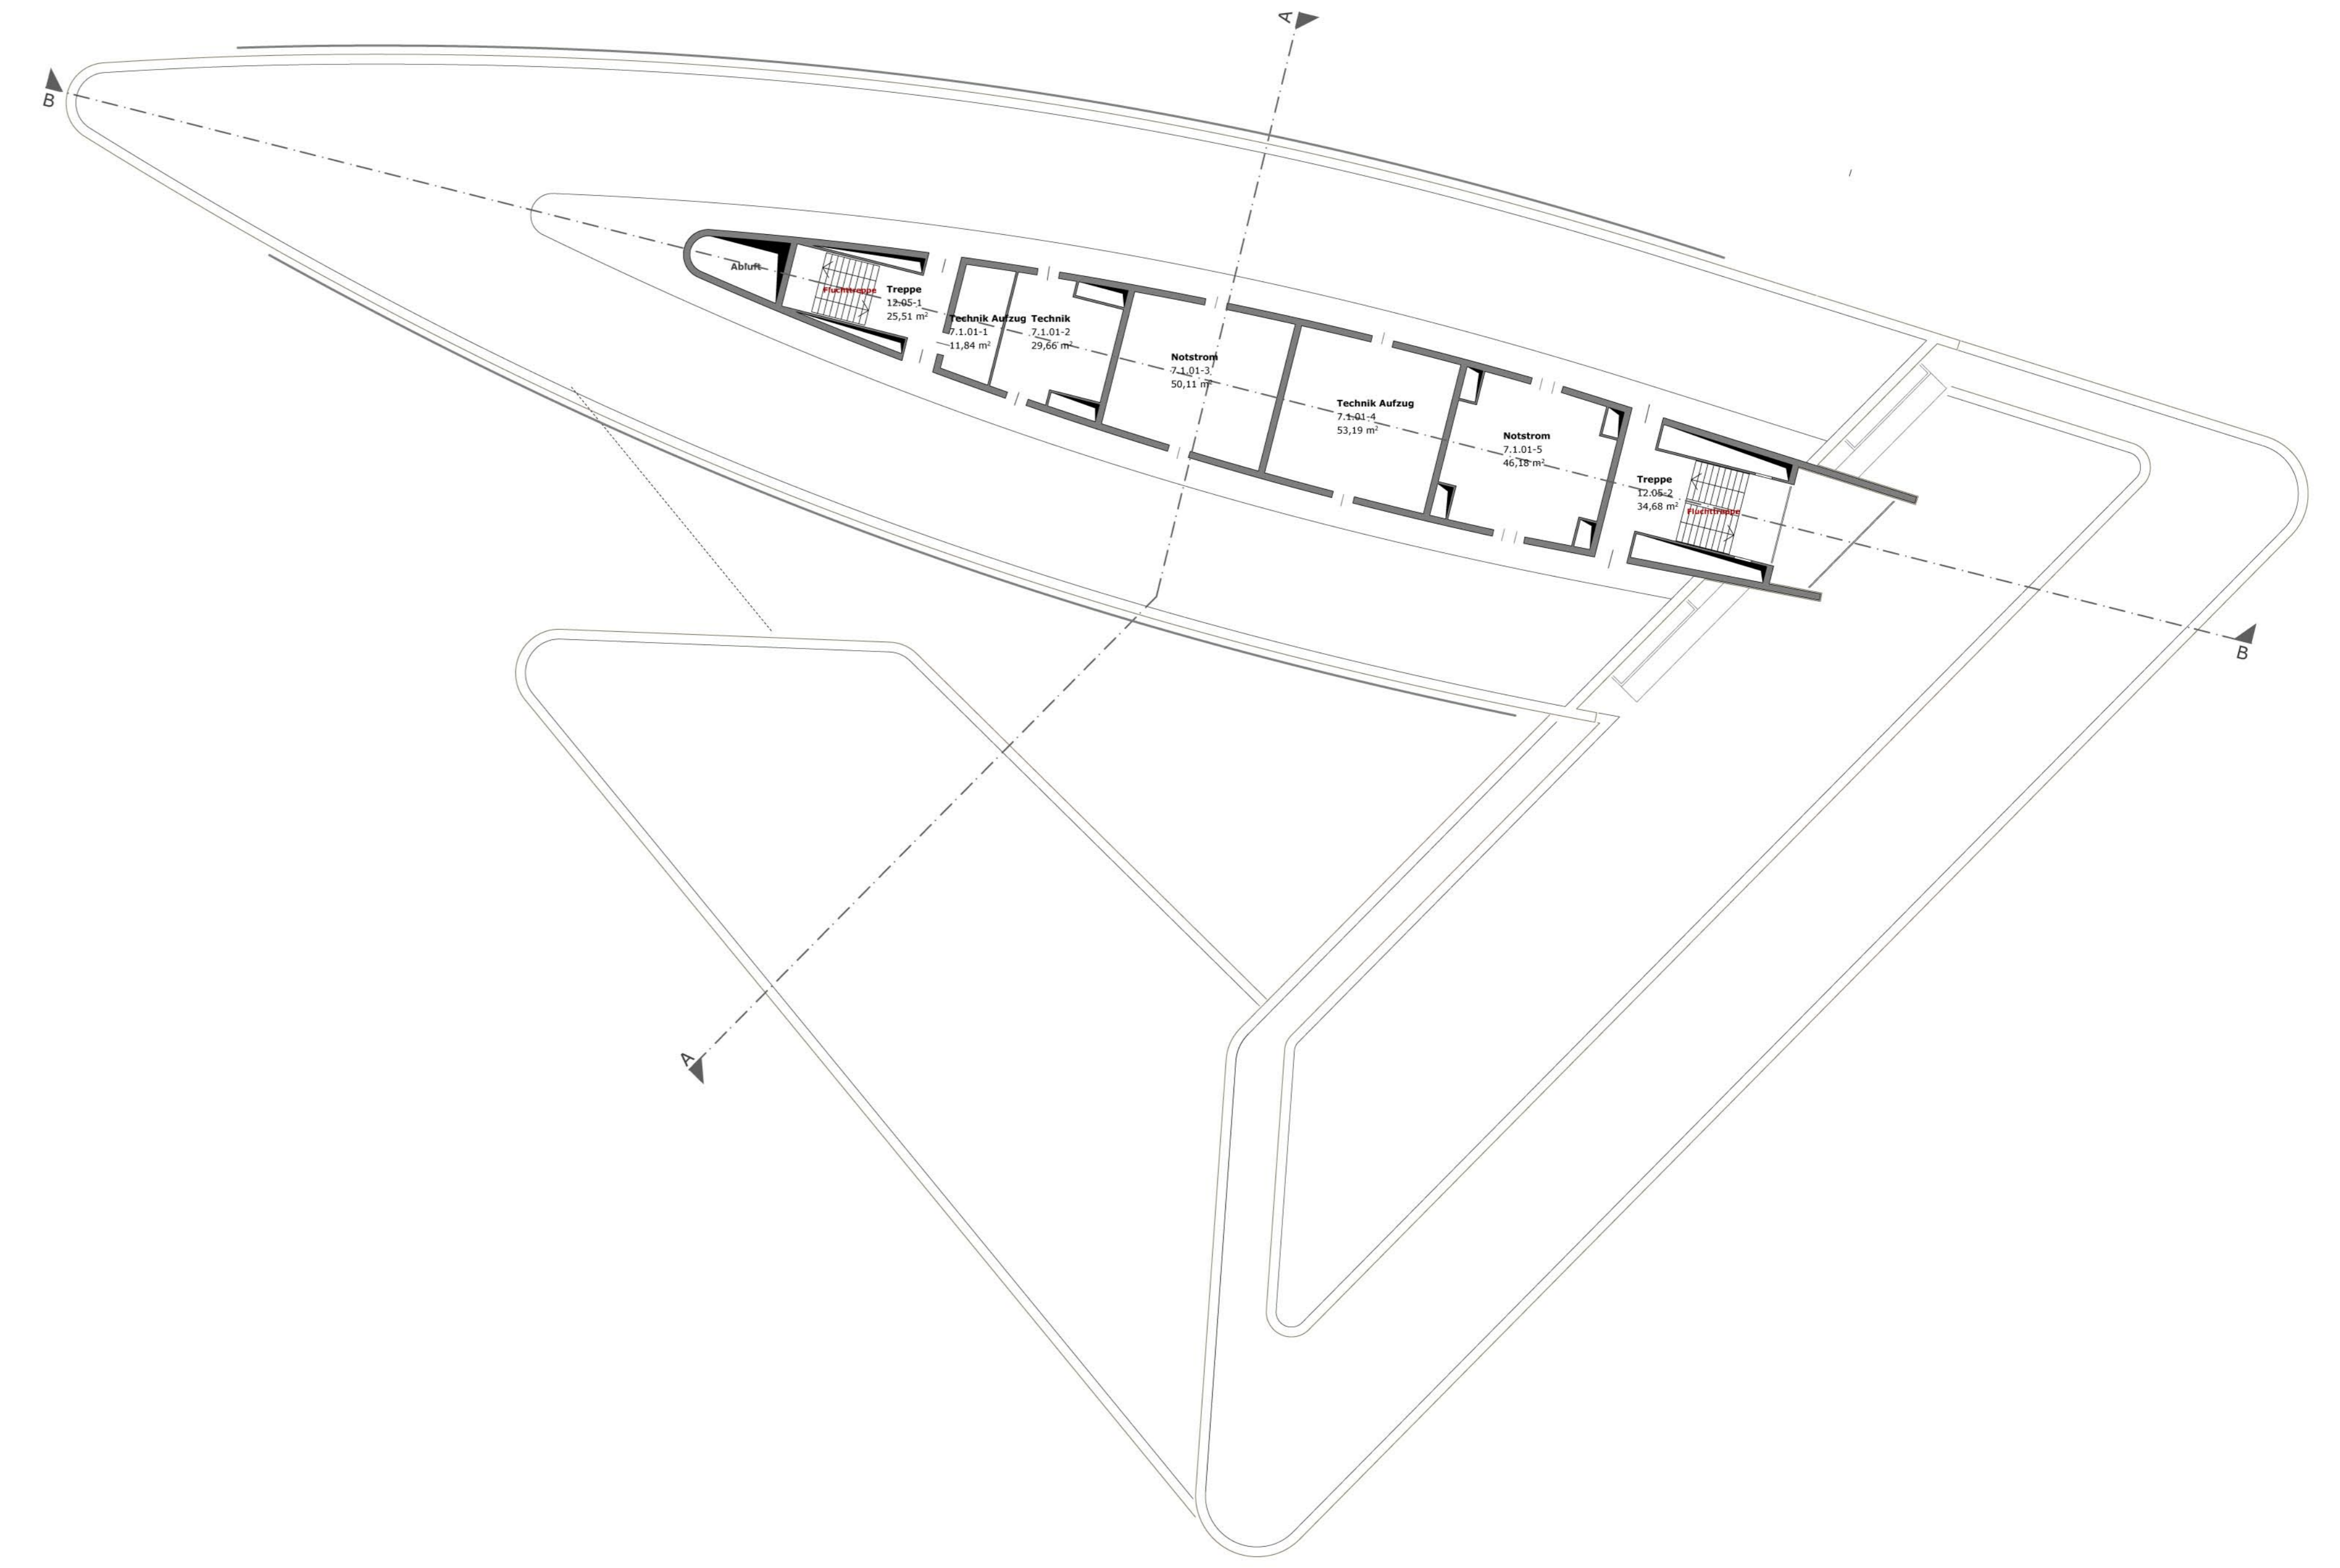 A
B
Abluft
Fluchttreppe
Treppe
12.05-1
25,51 m²
Technik Aufzug
7.1.01-1
11,84 m²
Technik
7.1.01-2
29,66 m²
Notstrom
7.1.01-3
50,11 m²
Technik Aufzug
7.1.01-4
53,19 m²
Notstrom
7.1.01-5
46,18 m²
Treppe
12.05-2
34,68 m²
Fluchttreppe
B
A